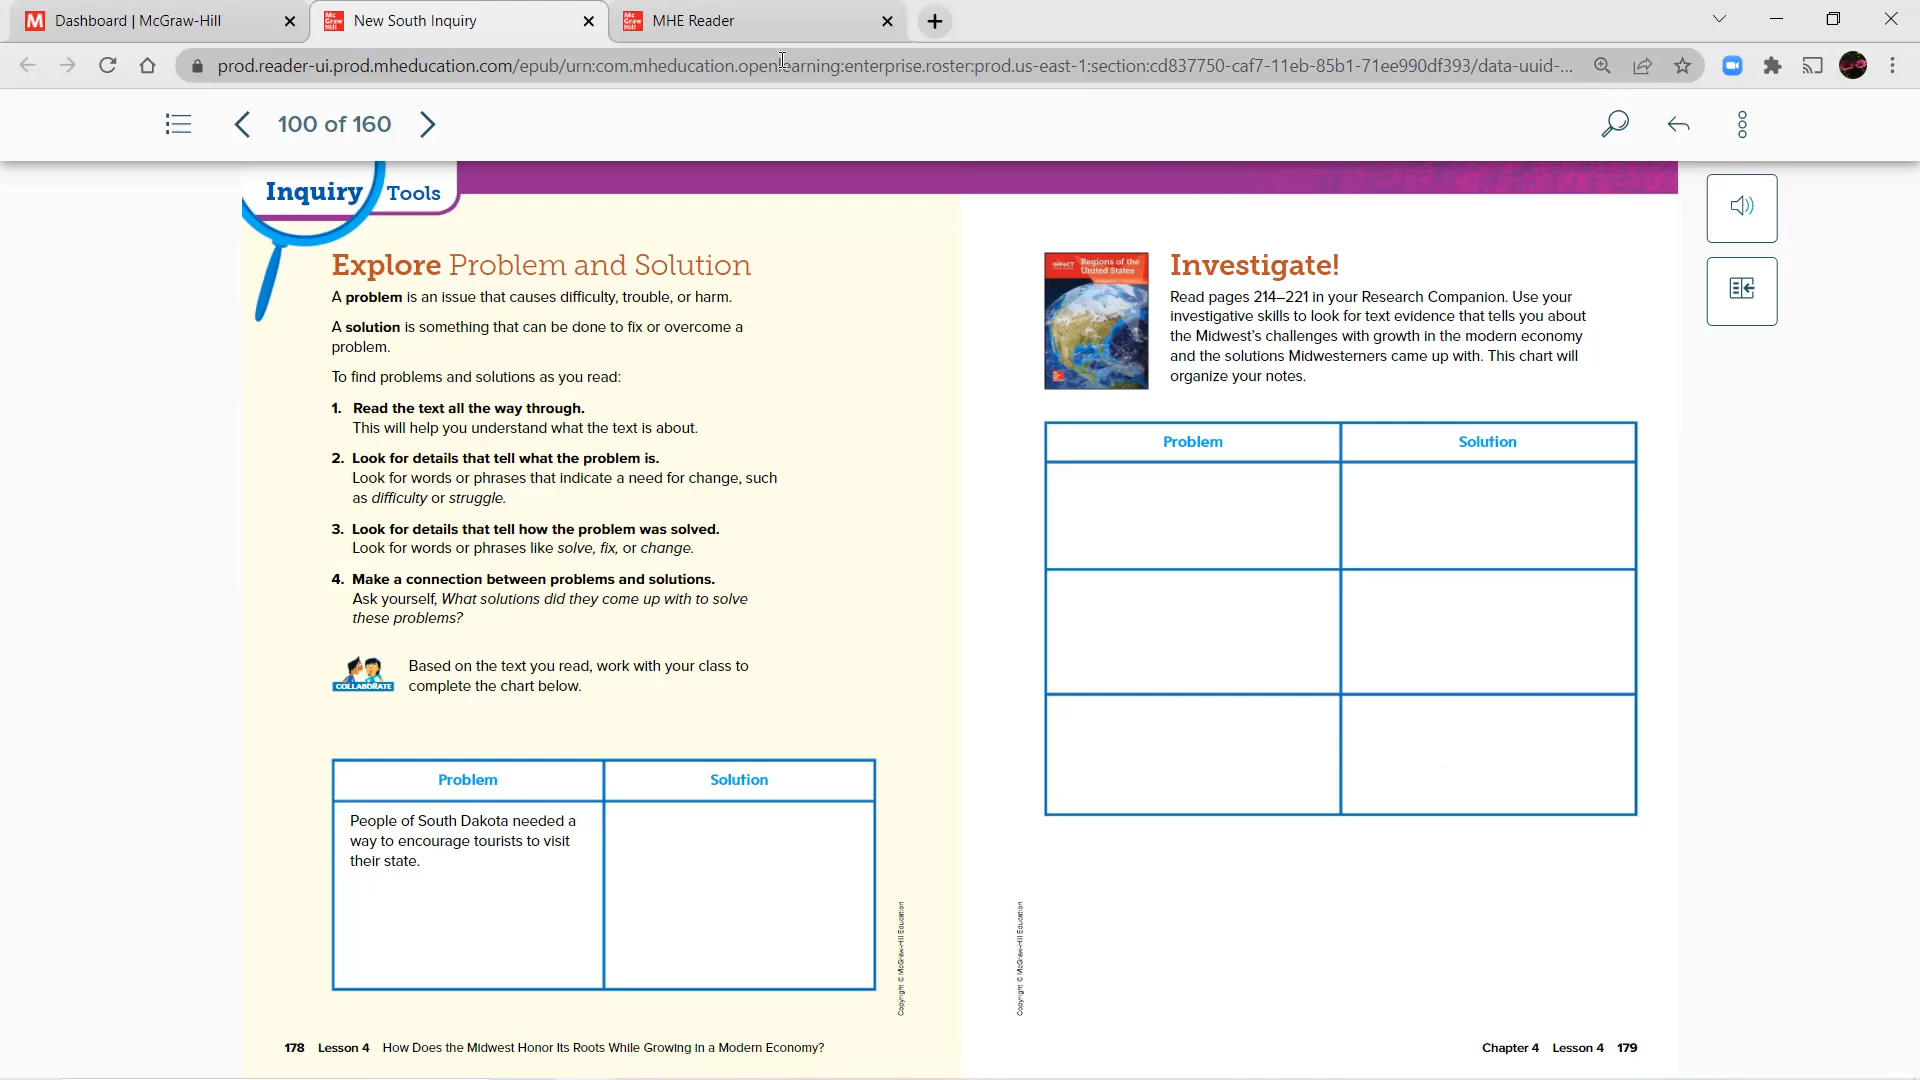 Dashboard | McGraw-Hill
New South Inquiry
MHE Reader
prod.reader-ui.prod.mheducation.com/epub/urn:com.mheducation.openlearning:enterprise.roster:prod.us-east-1:section:cd837750-caf7-11eb-85b1-71ee990df393/data-uuid-...
100 of 160
Inquiry Tools
Explore Problem and Solution
A problem is an issue that causes difficulty, trouble, or harm.
A solution is something that can be done to fix or overcome a
problem.
To find problems and solutions as you read:
1. Read the text all the way through.
This will help you understand what the text is about.
2. Look for details that tell what the problem is.
Look for words or phrases that indicate a need for change, such
as difficulty or struggle.
3. Look for details that tell how the problem was solved.
Look for words or phrases like solve, fix, or change.
4. Make a connection between problems and solutions.
Ask yourself, What solutions did they come up with to solve
these problems?
COLLABORATE
Based on the text you read, work with your class to
complete the chart below.
Problem
Solution
People of South Dakota needed a
way to encourage tourists to visit
their state.
Copyright © McGraw-Hill Education
178 Lesson 4 How Does the Midwest Honor Its Roots While Growing in a Modern Economy?
IMPACT
Regions of the
United States
Investigate!
Read pages 214–221 in your Research Companion. Use your
investigative skills to look for text evidence that tells you about
the Midwest's challenges with growth in the modern economy
and the solutions Midwesterners came up with. This chart will
organize your notes.
Problem
Solution
Copyright © McGraw-Hill Education
Chapter 4 Lesson 4 179